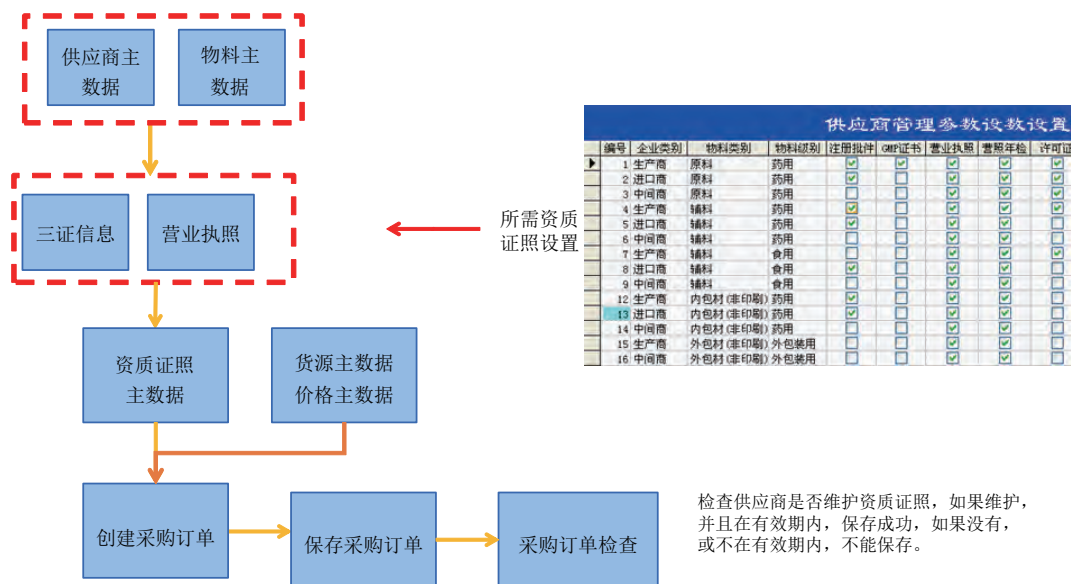 供应商主
数据
物料主
数据
三证信息
营业执照
所需资质
证照设置
供应商管理参数设数设置
编号 企业类别 物料类别 物料级别 注册批件 GMP证书 营业执照 营照年检 许可证
1 生产商 原料 药用
2 进口商 原料 药用
3 中间商 原料 药用
4 生产商 辅料 药用
5 进口商 辅料 药用
6 中间商 辅料 药用
7 生产商 辅料 食用
8 进口商 辅料 食用
9 中间商 辅料 食用
12 生产商 内包材(非印刷) 药用
13 进口商 内包材(非印刷) 药用
14 中间商 内包材(非印刷) 药用
15 生产商 外包材(非印刷) 外包装用
16 中间商 外包材(非印刷) 外包装用
资质证照
主数据
货源主数据
价格主数据
创建采购订单
保存采购订单
采购订单检查
检查供应商是否维护资质证照，如果维护，
并且在有效期内，保存成功，如果没有，
或不在有效期内，不能保存。